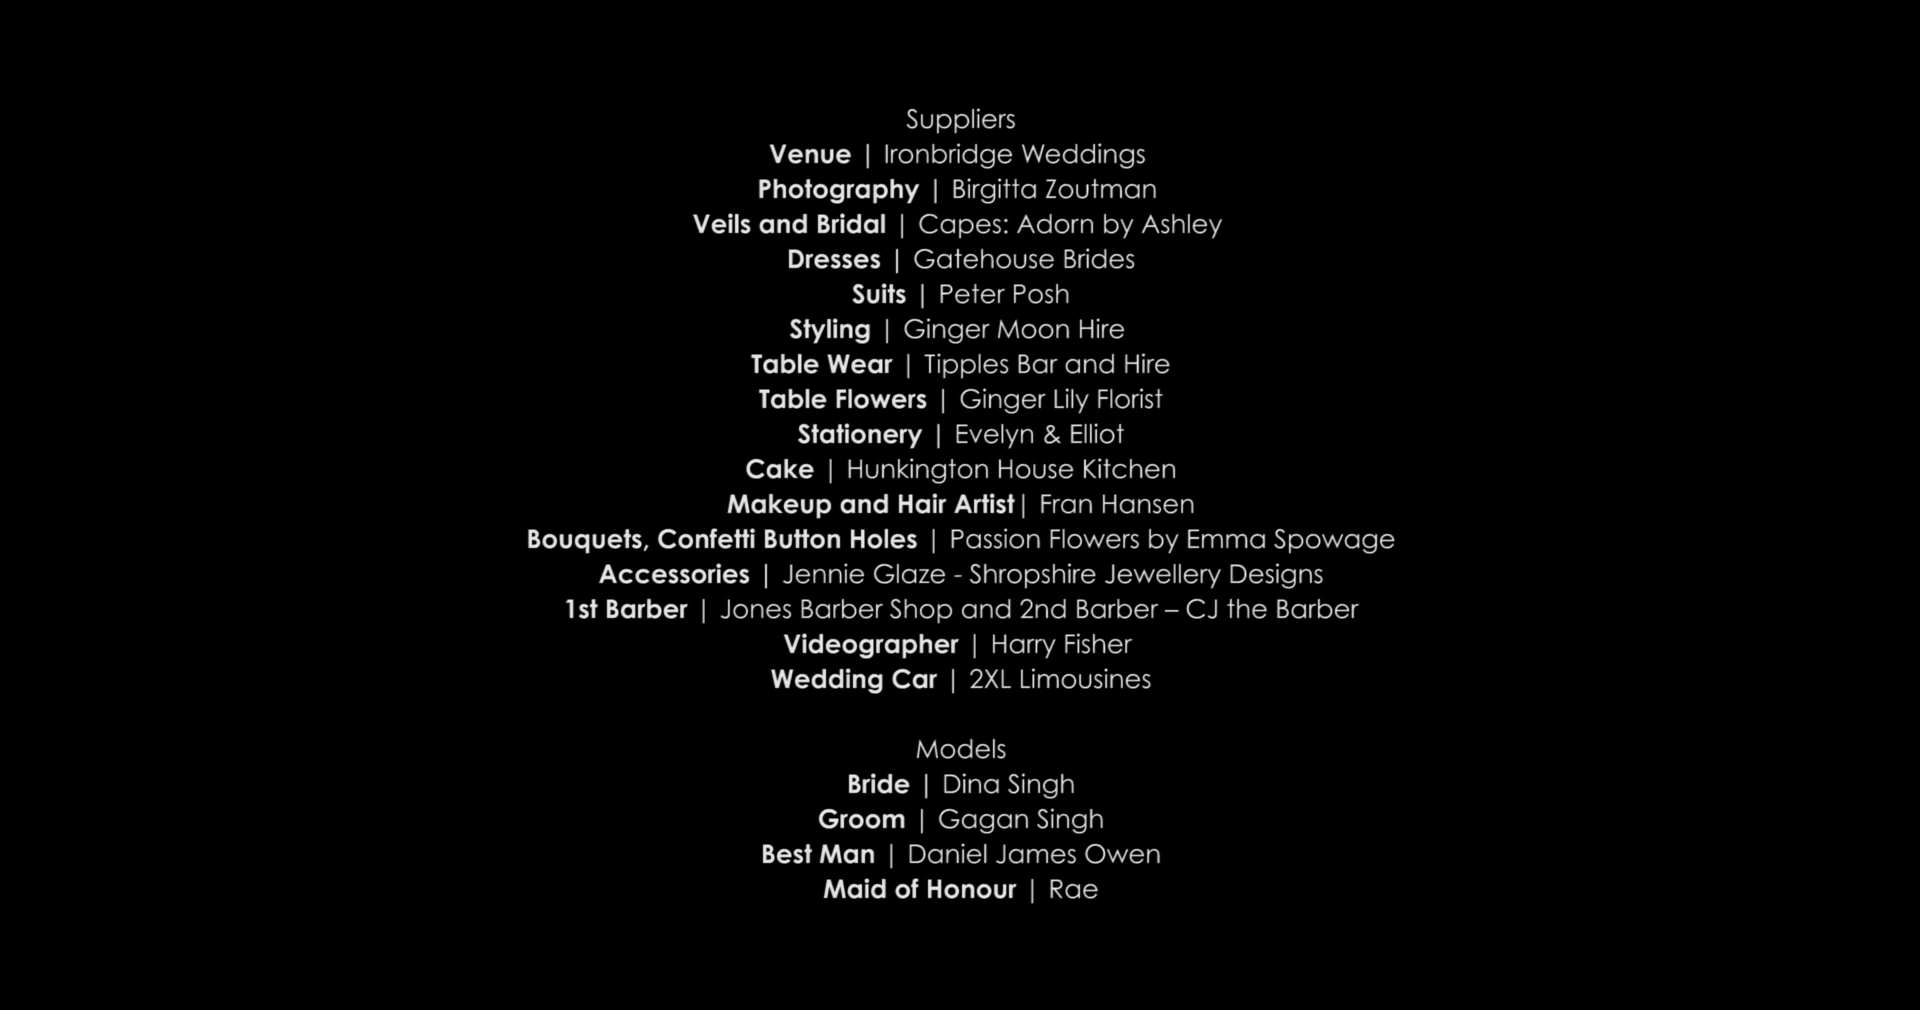 Suppliers
Venue | Ironbridge Weddings
Photography | Birgitta Zoutman
Veils and Bridal | Capes: Adorn by Ashley
Dresses | Gatehouse Brides
Suits | Peter Posh
Styling | Ginger Moon Hire
Table Wear | Tipples Bar and Hire
Table Flowers | Ginger Lily Florist
Stationery | Evelyn & Elliot
Cake | Hunkington House Kitchen
Makeup and Hair Artist| Fran Hansen
Bouquets, Confetti Button Holes | Passion Flowers by Emma Spowage
Accessories | Jennie Glaze - Shropshire Jewellery Designs
1st Barber | Jones Barber Shop and 2nd Barber – CJ the Barber
Videographer | Harry Fisher
Wedding Car | 2XL Limousines
Models
Bride | Dina Singh
Groom | Gagan Singh
Best Man | Daniel James Owen
Maid of Honour | Rae